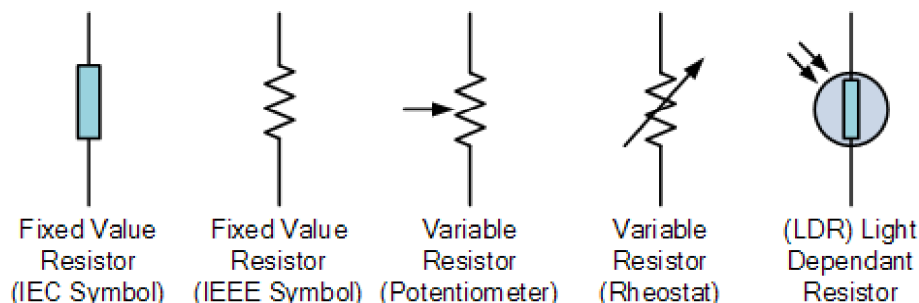 Fixed Value
Resistor
(IEC Symbol)
Fixed Value
Resistor
(IEEE Symbol)
Variable
Resistor
(Potentiometer)
Variable
Resistor
(Rheostat)
(LDR) Light
Dependant
Resistor